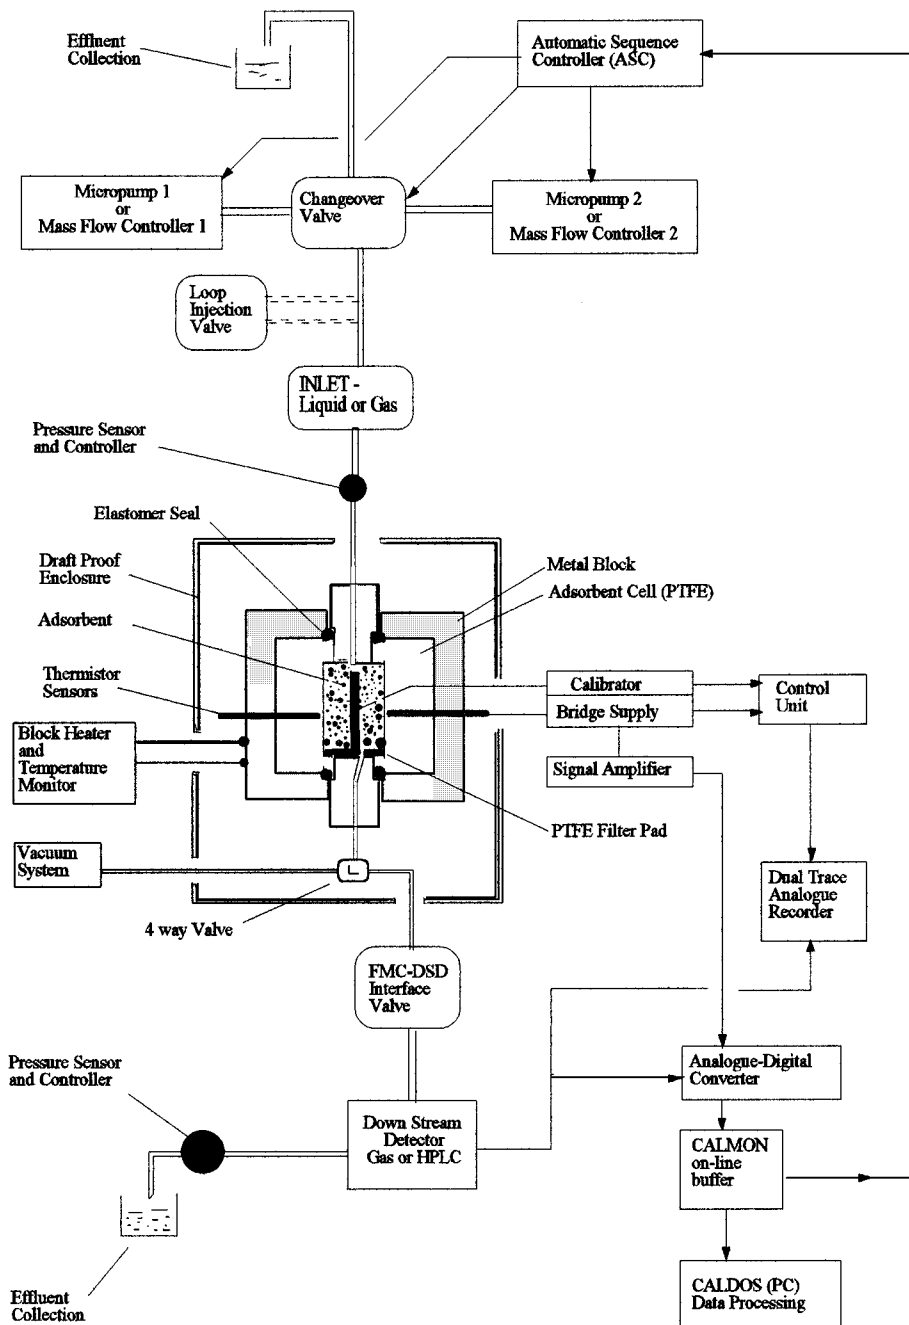 Effluent
Collection
Automatic Sequence
Controller (ASC)
Micropump 1
or
Mass Flow Controller 1
Changeover
Valve
Micropump 2
or
Mass Flow Controller 2
Loop
Injection
Valve
INLET -
Liquid or Gas
Pressure Sensor
and Controller
Elastomer Seal
Draft Proof
Enclosure
Metal Block
Adsorbent Cell (PTFE)
Adsorbent
Thermistor
Sensors
Calibrator
Bridge Supply
Control
Unit
Block Heater
and
Temperature
Monitor
Signal Amplifier
PTFE Filter Pad
Vacuum
System
Dual Trace
Analogue
Recorder
4 way Valve
FMC-DSD
Interface
Valve
Pressure Sensor
and Controller
Analogue-Digital
Converter
Down Stream
Detector
Gas or HPLC
CALMON
on-line
buffer
Effluent
Collection
CALDOS (PC)
Data Processing